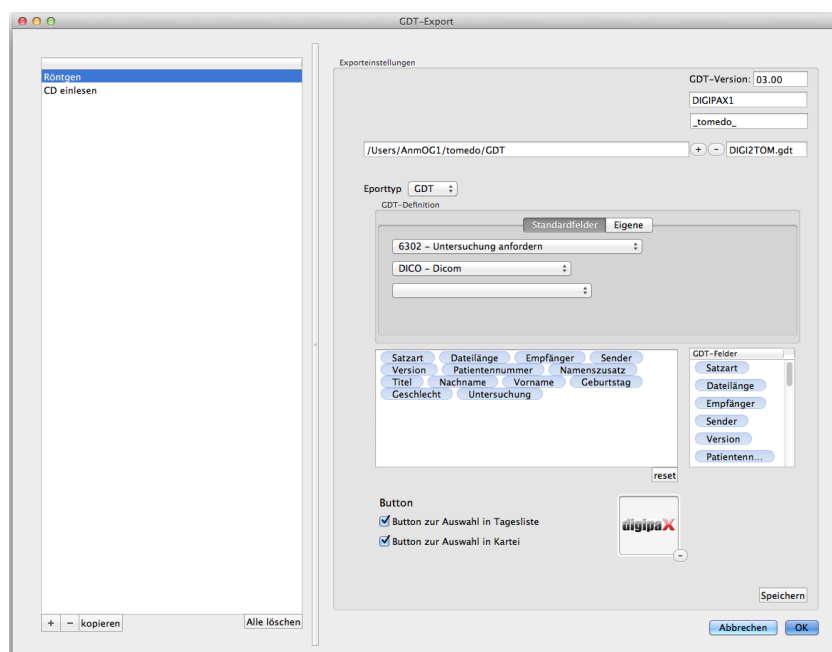 GDT-Export
Röntgen
CD einlesen
+ − kopieren
Alle löschen
Exporteinstellungen
GDT-Version: 03.00
DIGIPAX1
_tomedo_
/Users/AnmOG1/tomedo/GDT + − DIGI2TOM.gdt
Eporttyp GDT
GDT-Definition
Standardfelder Eigene
6302 - Untersuchung anfordern
DICO - Dicom
Satzart Dateilänge Empfänger Sender
Version Patientennummer Namenszusatz
Titel Nachname Vorname Geburtstag
Geschlecht Untersuchung
reset
GDT-Felder
Satzart
Dateilänge
Empfänger
Sender
Version
Patientenn...
Button
Button zur Auswahl in Tagesliste
Button zur Auswahl in Kartei
digipaX
−
Speichern
Abbrechen OK